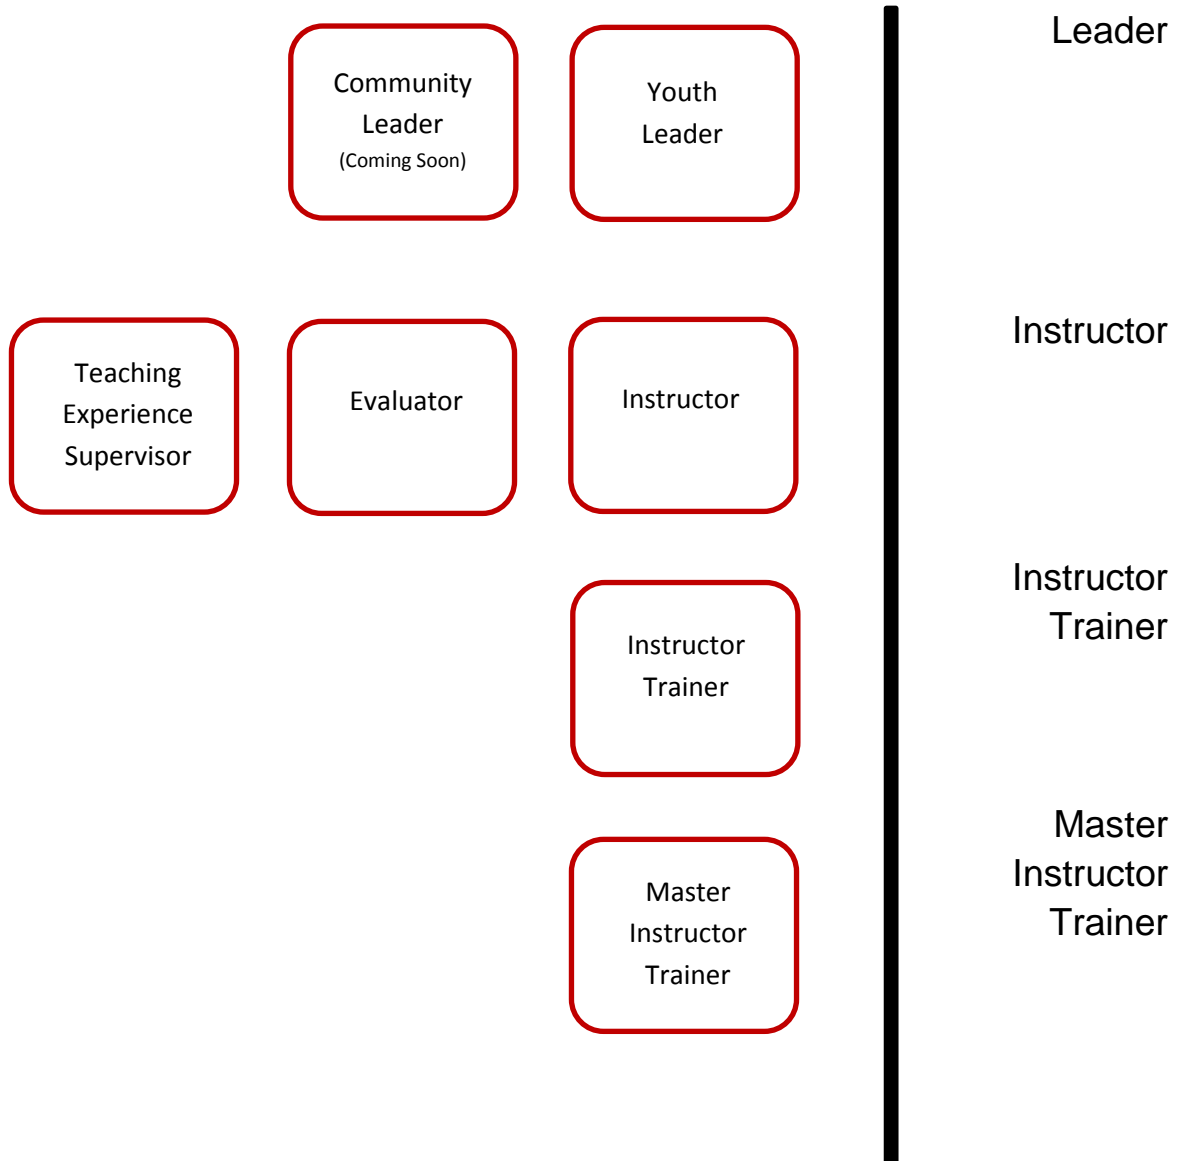 Community
Leader
(Coming Soon)
Youth
Leader
Leader
Teaching
Experience
Supervisor
Evaluator
Instructor
Instructor
Instructor
Trainer
Instructor
Trainer
Master
Instructor
Trainer
Master
Instructor
Trainer